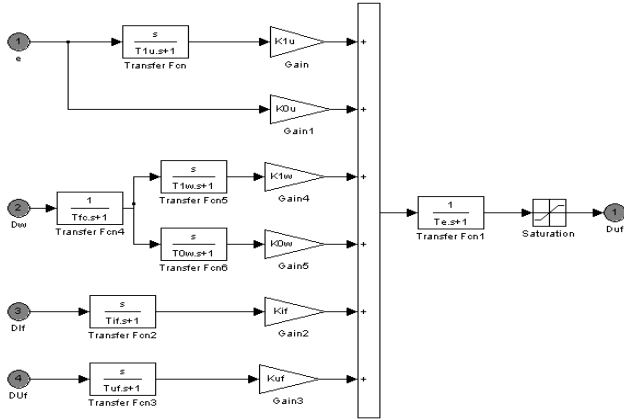 1
e
s
T1u.s+1
Transfer Fcn
K1u
Gain
+
K0u
Gain1
+
2
Dw
1
Tfc.s+1
Transfer Fcn4
s
T1w.s+1
Transfer Fcn5
K1w
Gain4
+
s
T0w.s+1
Transfer Fcn6
K0w
Gain5
+
3
DIf
s
Tif.s+1
Transfer Fcn2
Kif
Gain2
+
4
DUf
s
Tuf.s+1
Transfer Fcn3
Kuf
Gain3
+
1
Te.s+1
Transfer Fcn1
Saturation
1
Duf